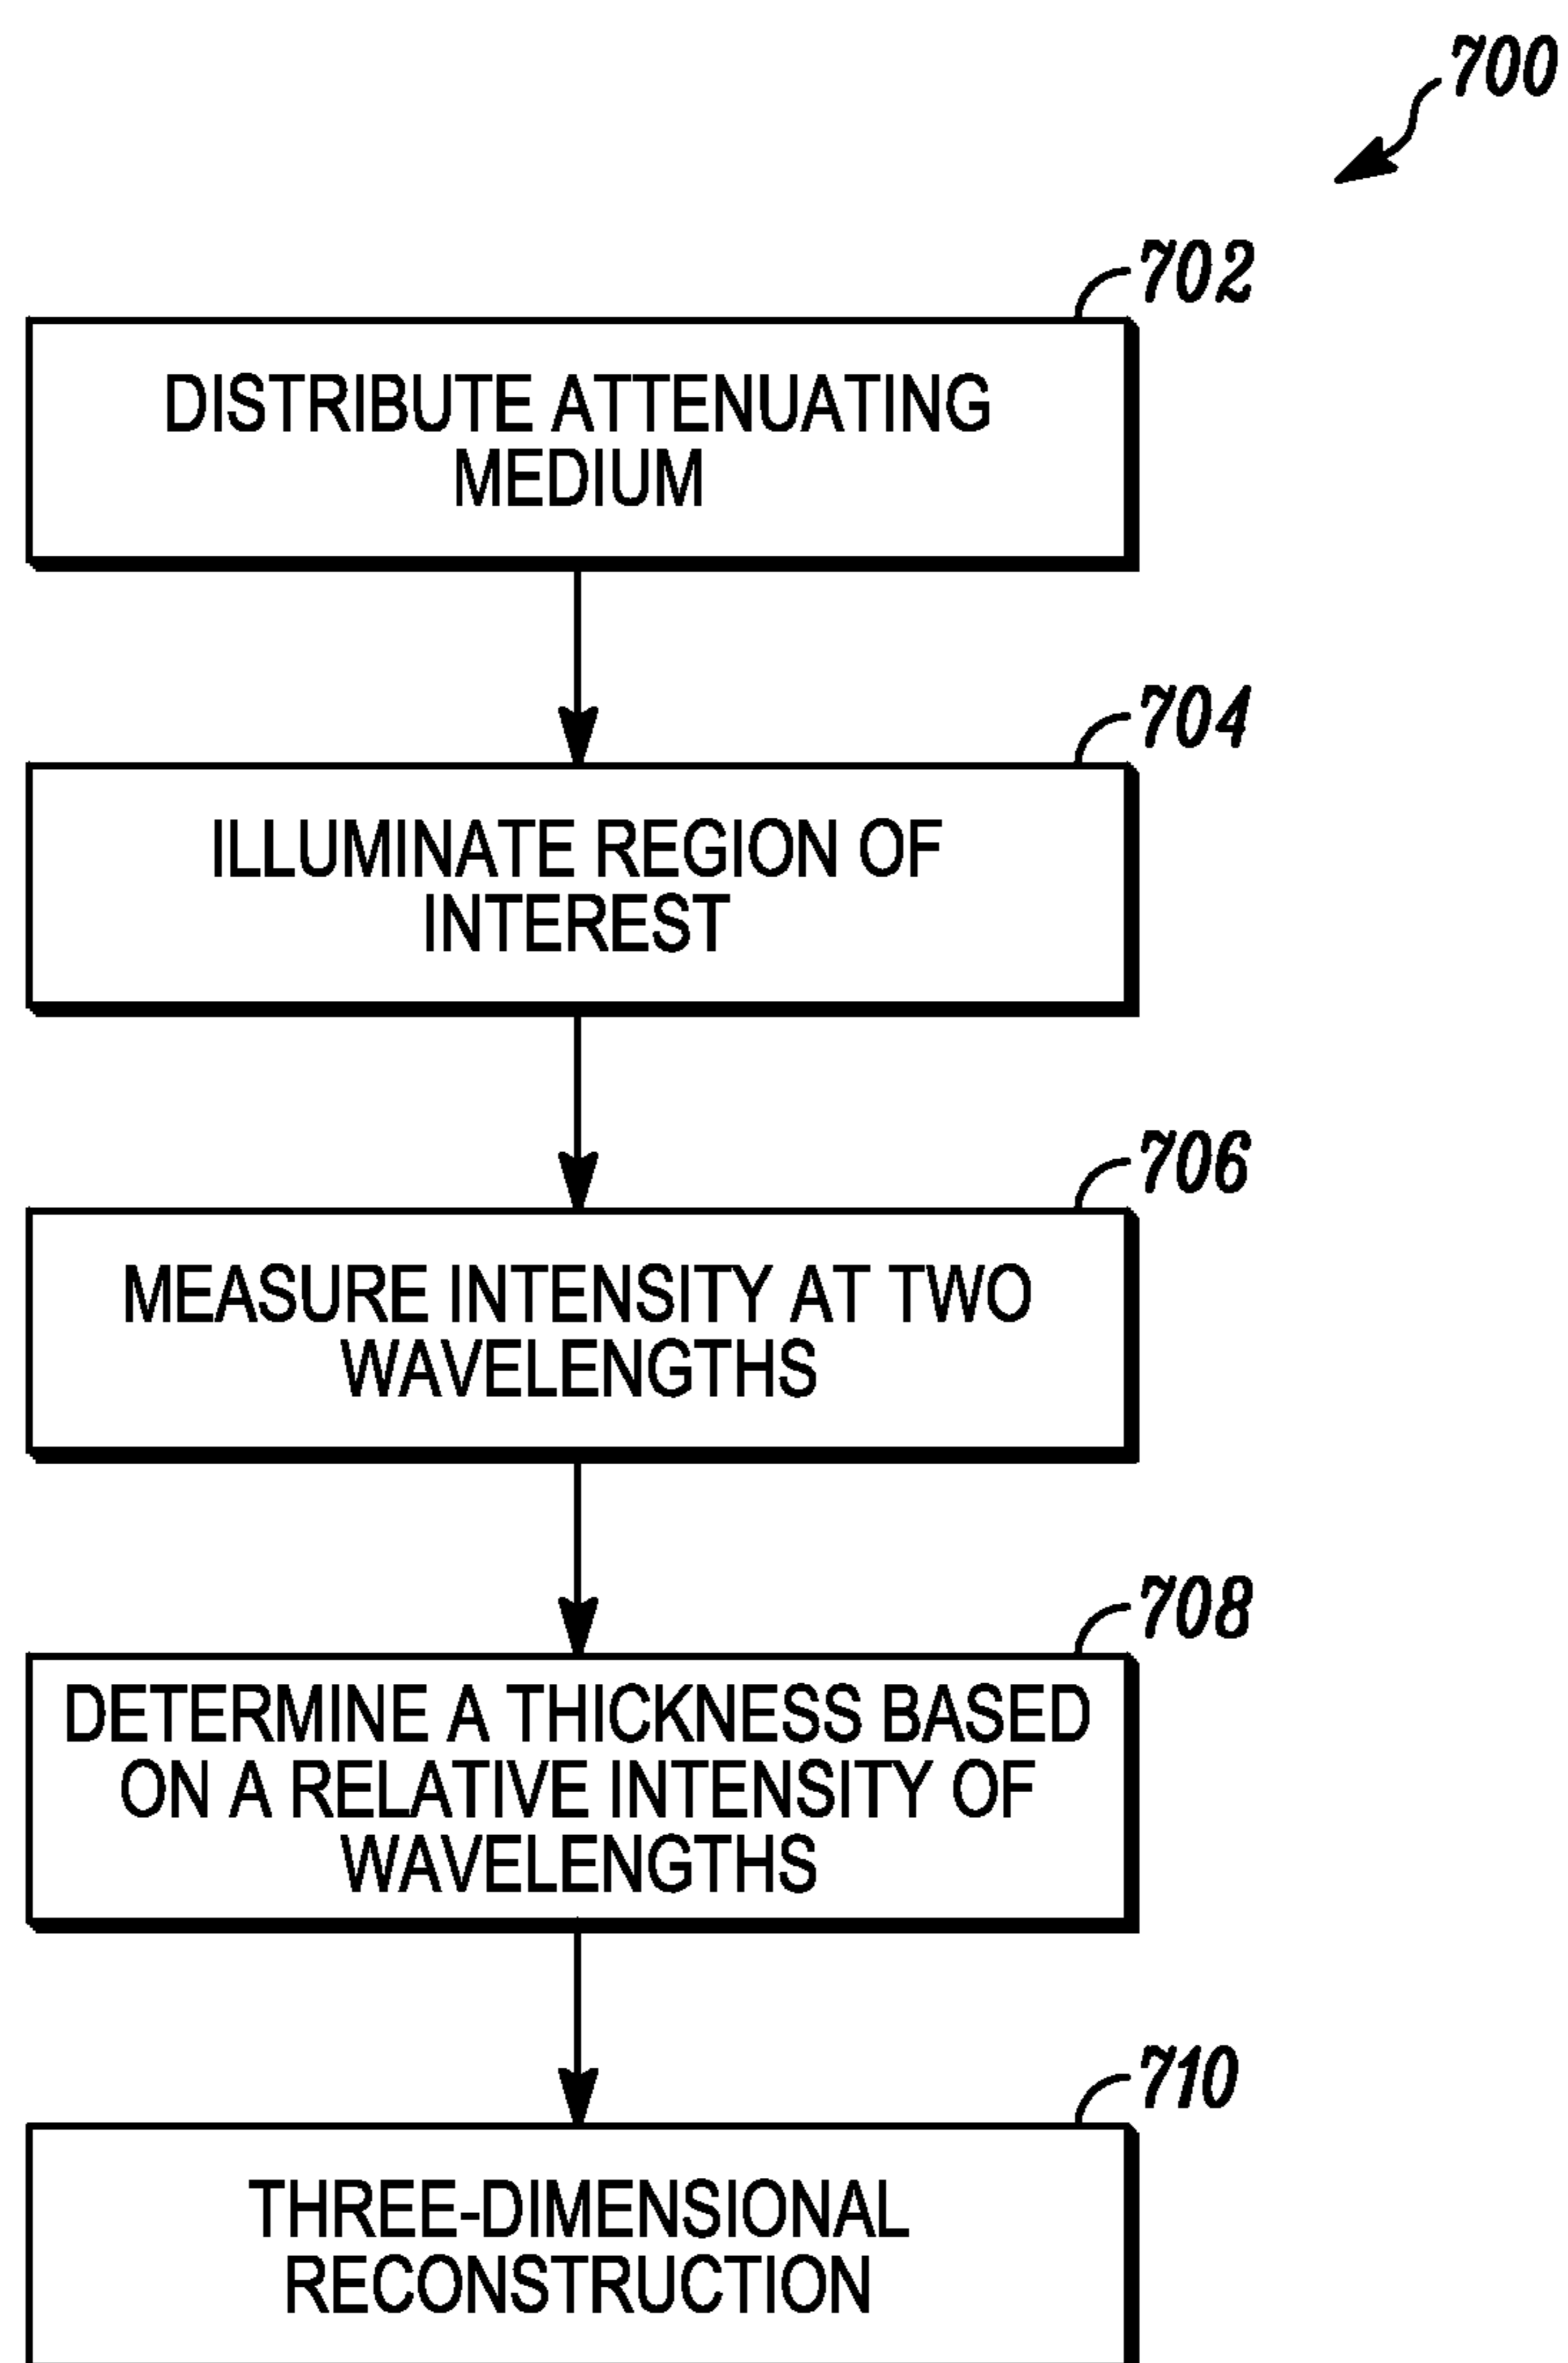 700
702
DISTRIBUTE ATTENUATING
MEDIUM
704
ILLUMINATE REGION OF
INTEREST
706
MEASURE INTENSITY AT TWO
WAVELENGTHS
708
DETERMINE A THICKNESS BASED
ON A RELATIVE INTENSITY OF
WAVELENGTHS
710
THREE-DIMENSIONAL
RECONSTRUCTION